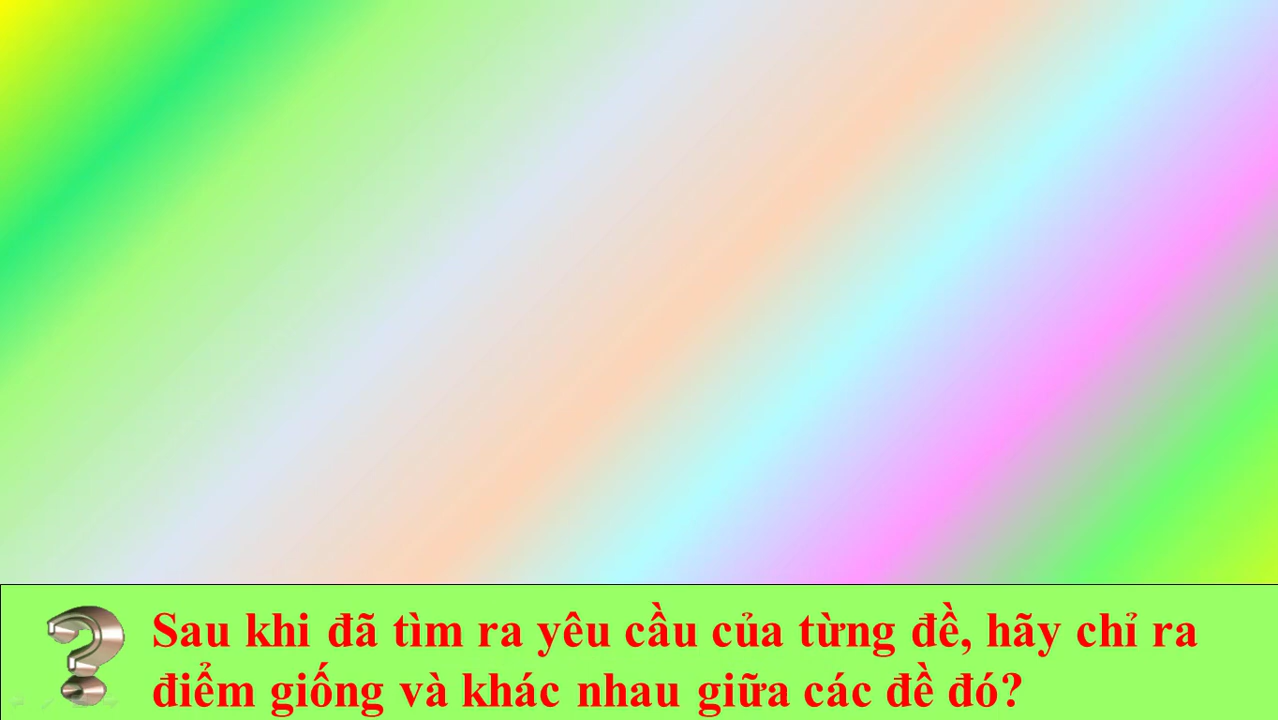 Sau khi đã tìm ra yêu cầu của từng đề, hãy chỉ ra
điểm giống và khác nhau giữa các đề đó?